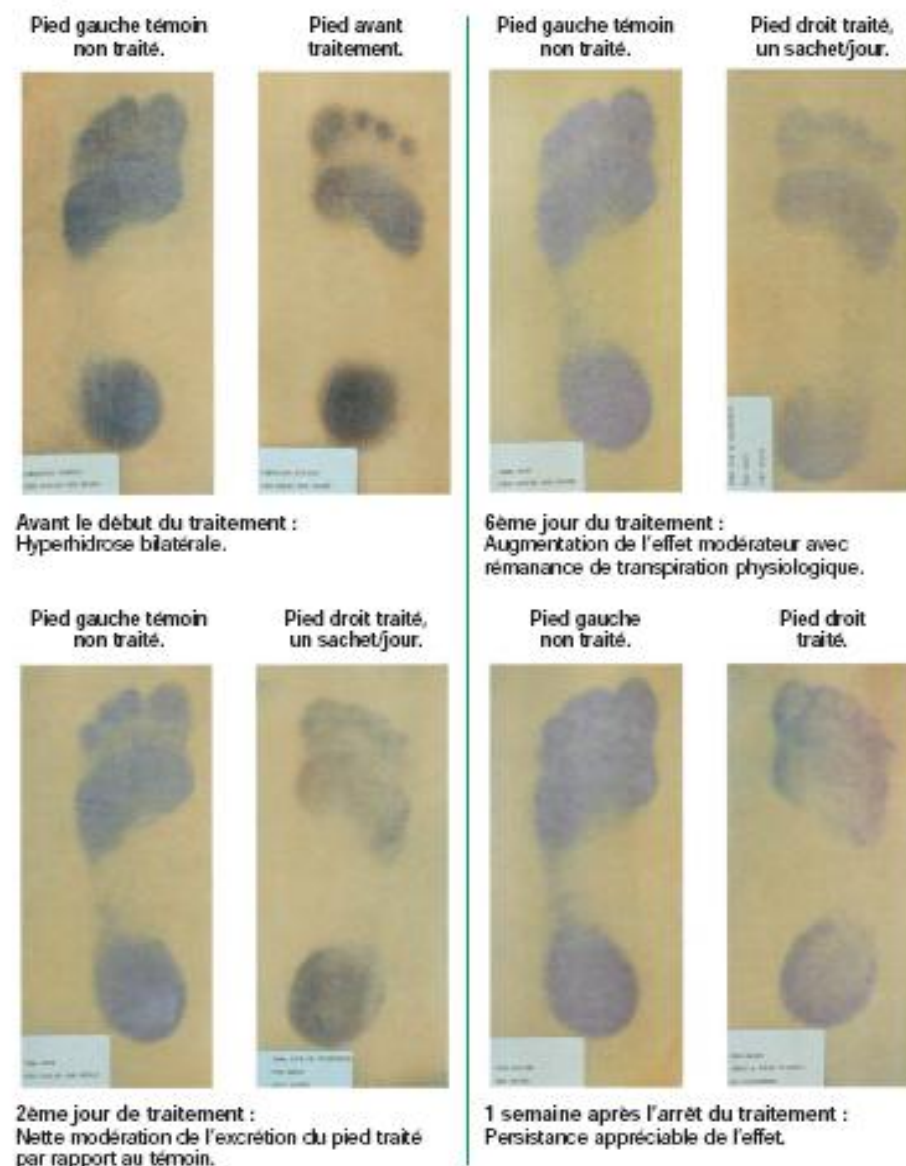 Pied gauche témoin
non traité.
Pied avant
traitement.
Avant le début du traitement :
Hyperhidrose bilatérale.
Pied gauche témoin
non traité.
Pied droit traité,
un sachet/jour.
2ème jour de traitement :
Nette modération de l'excrétion du pied traité
par rapport au témoin.
Pied gauche témoin
non traité.
Pied droit traité,
un sachet/jour.
6ème jour du traitement :
Augmentation de l'effet modérateur avec
rémanance de transpiration physiologique.
Pied gauche
non traité.
Pied droit
traité.
1 semaine après l'arrêt du traitement :
Persistance appréciable de l'effet.